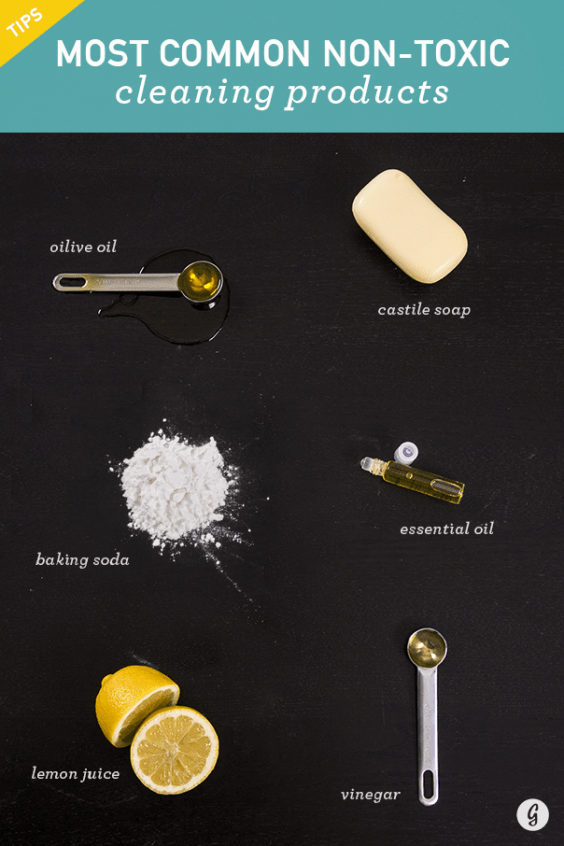 TIPS
MOST COMMON NON-TOXIC
cleaning products
oilive oil
castile soap
baking soda
essential oil
lemon juice
vinegar
G